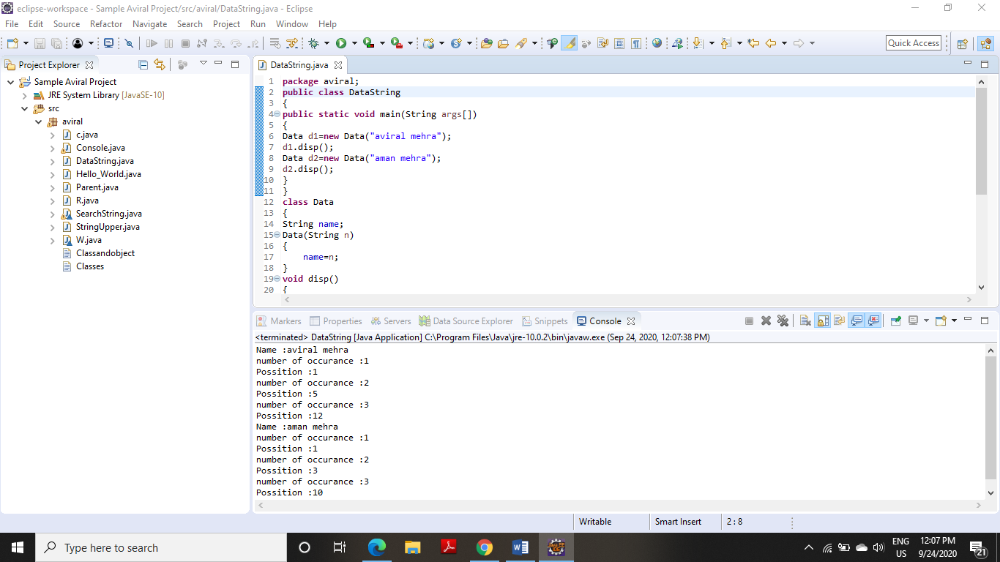 eclipse-workspace - Sample Aviral Project/src/aviral/DataString.java - Eclipse
File Edit Source Refactor Navigate Search Project Run Window Help
Quick Access
Project Explorer
Sample Aviral Project
JRE System Library [JavaSE-10]
src
aviral
c.java
Console.java
DataString.java
Hello_World.java
Parent.java
R.java
SearchString.java
StringUpper.java
W.java
Classandobject
Classes
DataString.java
1 package aviral;
2 public class DataString
3 {
4 public static void main(String args[])
5 {
6 Data d1=new Data("aviral mehra");
7 d1.disp();
8 Data d2=new Data("aman mehra");
9 d2.disp();
10 }
11 }
12 class Data
13 {
14 String name;
15 Data(String n)
16 {
17 name=n;
18 }
19 void disp()
20 {
Markers Properties Servers Data Source Explorer Snippets Console
<terminated> DataString [Java Application] C:\Program Files\Java\jre-10.0.2\bin\javaw.exe (Sep 24, 2020, 12:07:38 PM)
Name :aviral mehra
number of occurance :1
Possition :1
number of occurance :2
Possition :5
number of occurance :3
Possition :12
Name :aman mehra
number of occurance :1
Possition :1
number of occurance :2
Possition :3
number of occurance :3
Possition :10
Writable Smart Insert 2 : 8
Type here to search
ENG
US
12:07 PM
9/24/2020
21